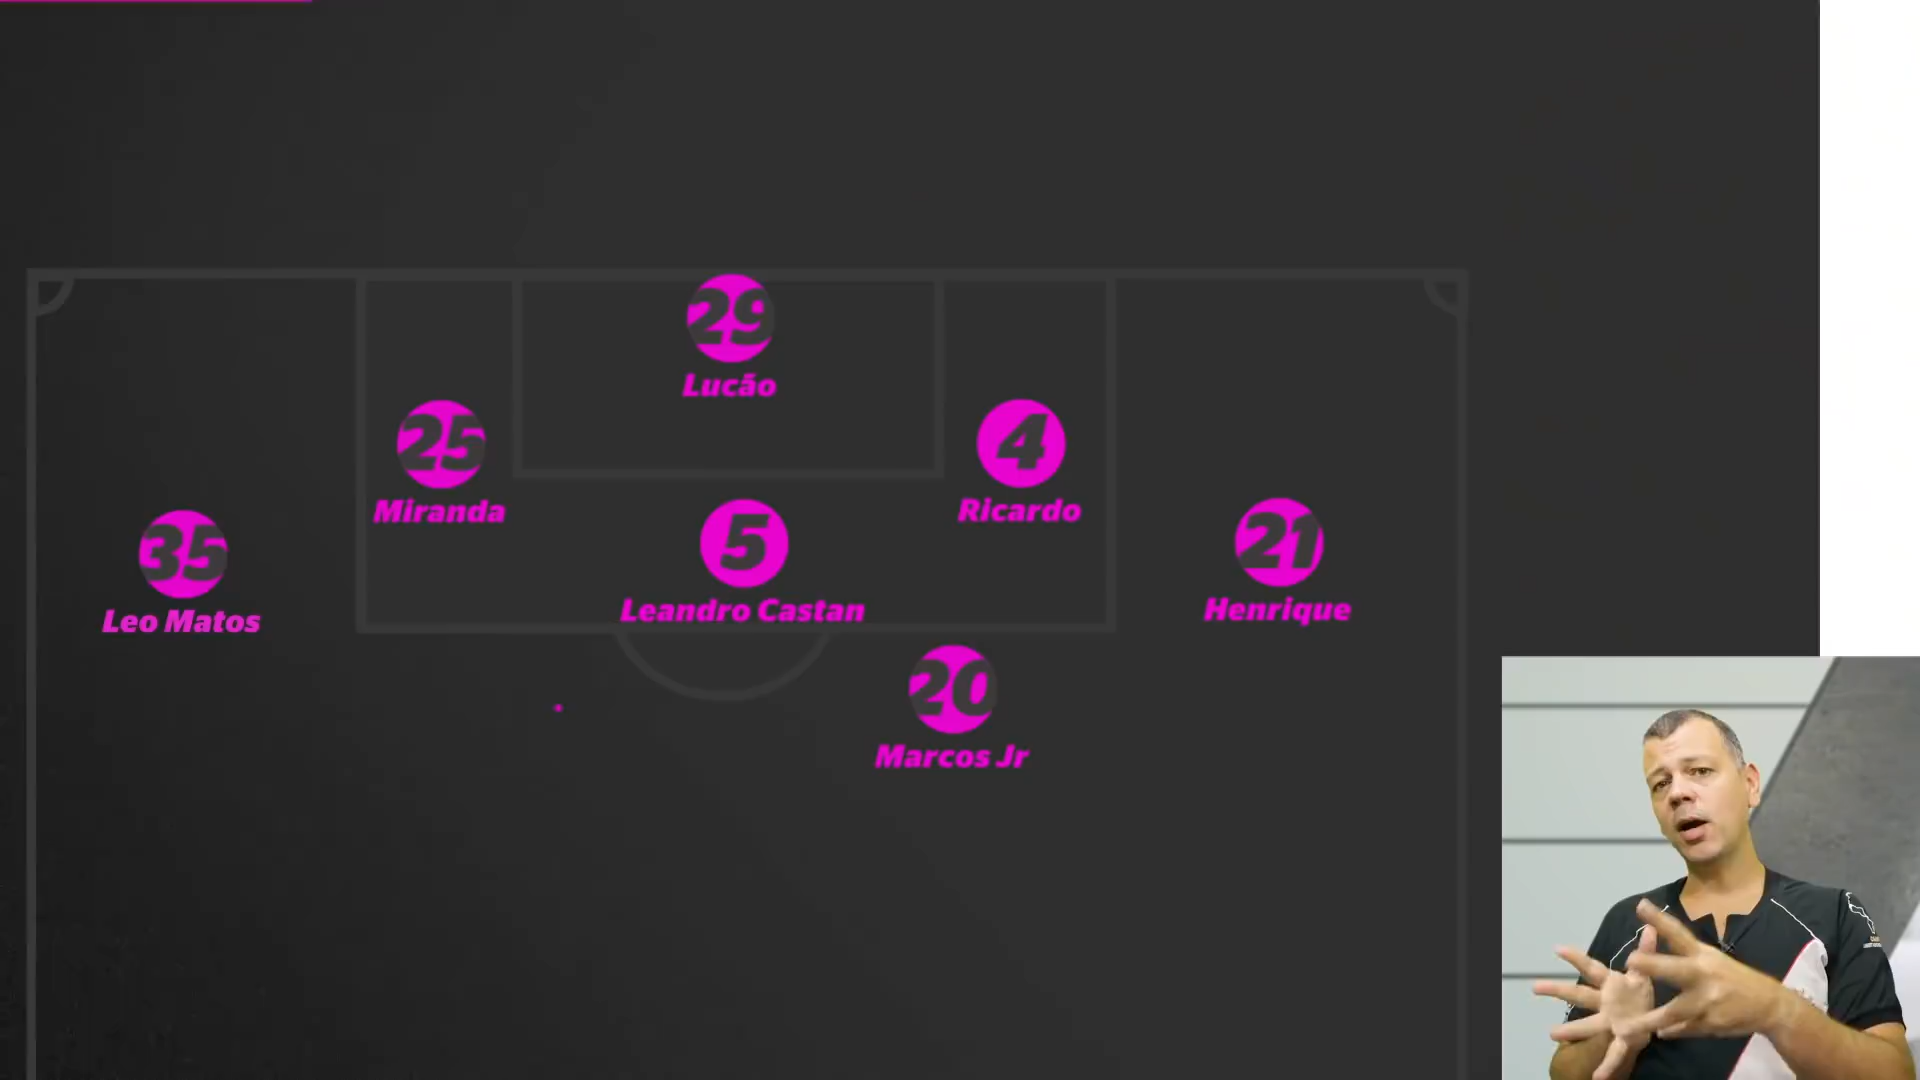 29
Lucão
25
Miranda
4
Ricardo
35
Leo Matos
5
Leandro Castan
21
Henrique
20
Marcos Jr